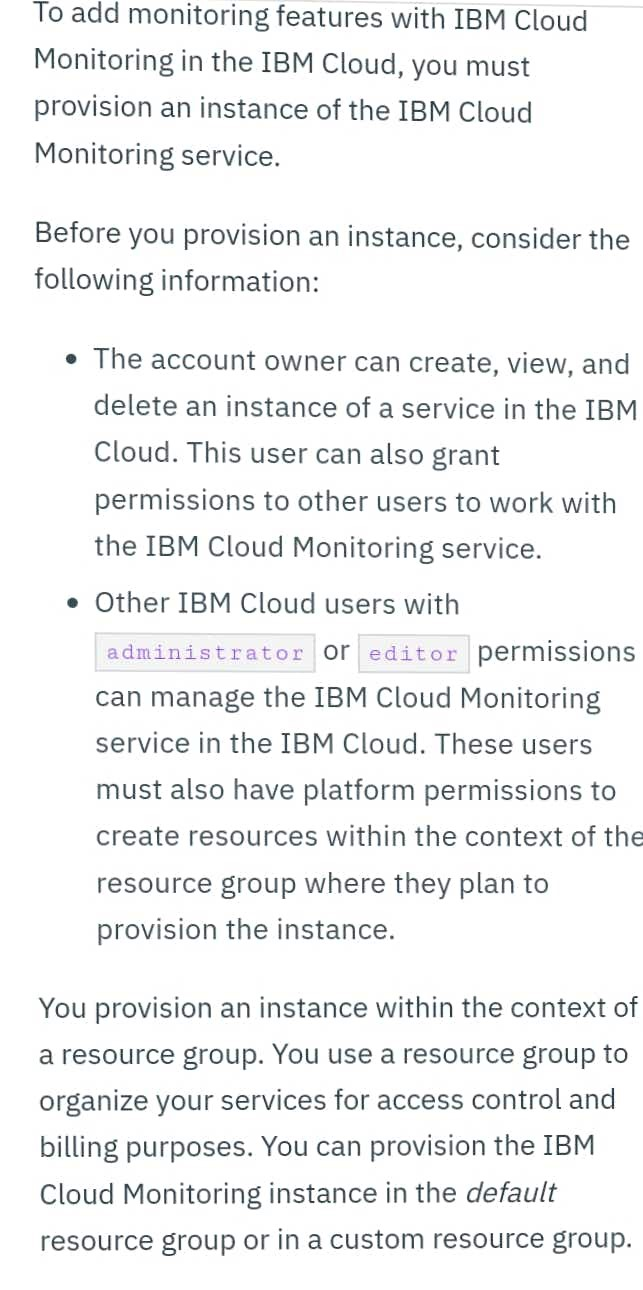 To add monitoring features with IBM Cloud
Monitoring in the IBM Cloud, you must
provision an instance of the IBM Cloud
Monitoring service.
Before you provision an instance, consider the
following information:
• The account owner can create, view, and
delete an instance of a service in the IBM
Cloud. This user can also grant
permissions to other users to work with
the IBM Cloud Monitoring service.
• Other IBM Cloud users with
administrator or editor permissions
can manage the IBM Cloud Monitoring
service in the IBM Cloud. These users
must also have platform permissions to
create resources within the context of the
resource group where they plan to
provision the instance.
You provision an instance within the context of
a resource group. You use a resource group to
organize your services for access control and
billing purposes. You can provision the IBM
Cloud Monitoring instance in the default
resource group or in a custom resource group.